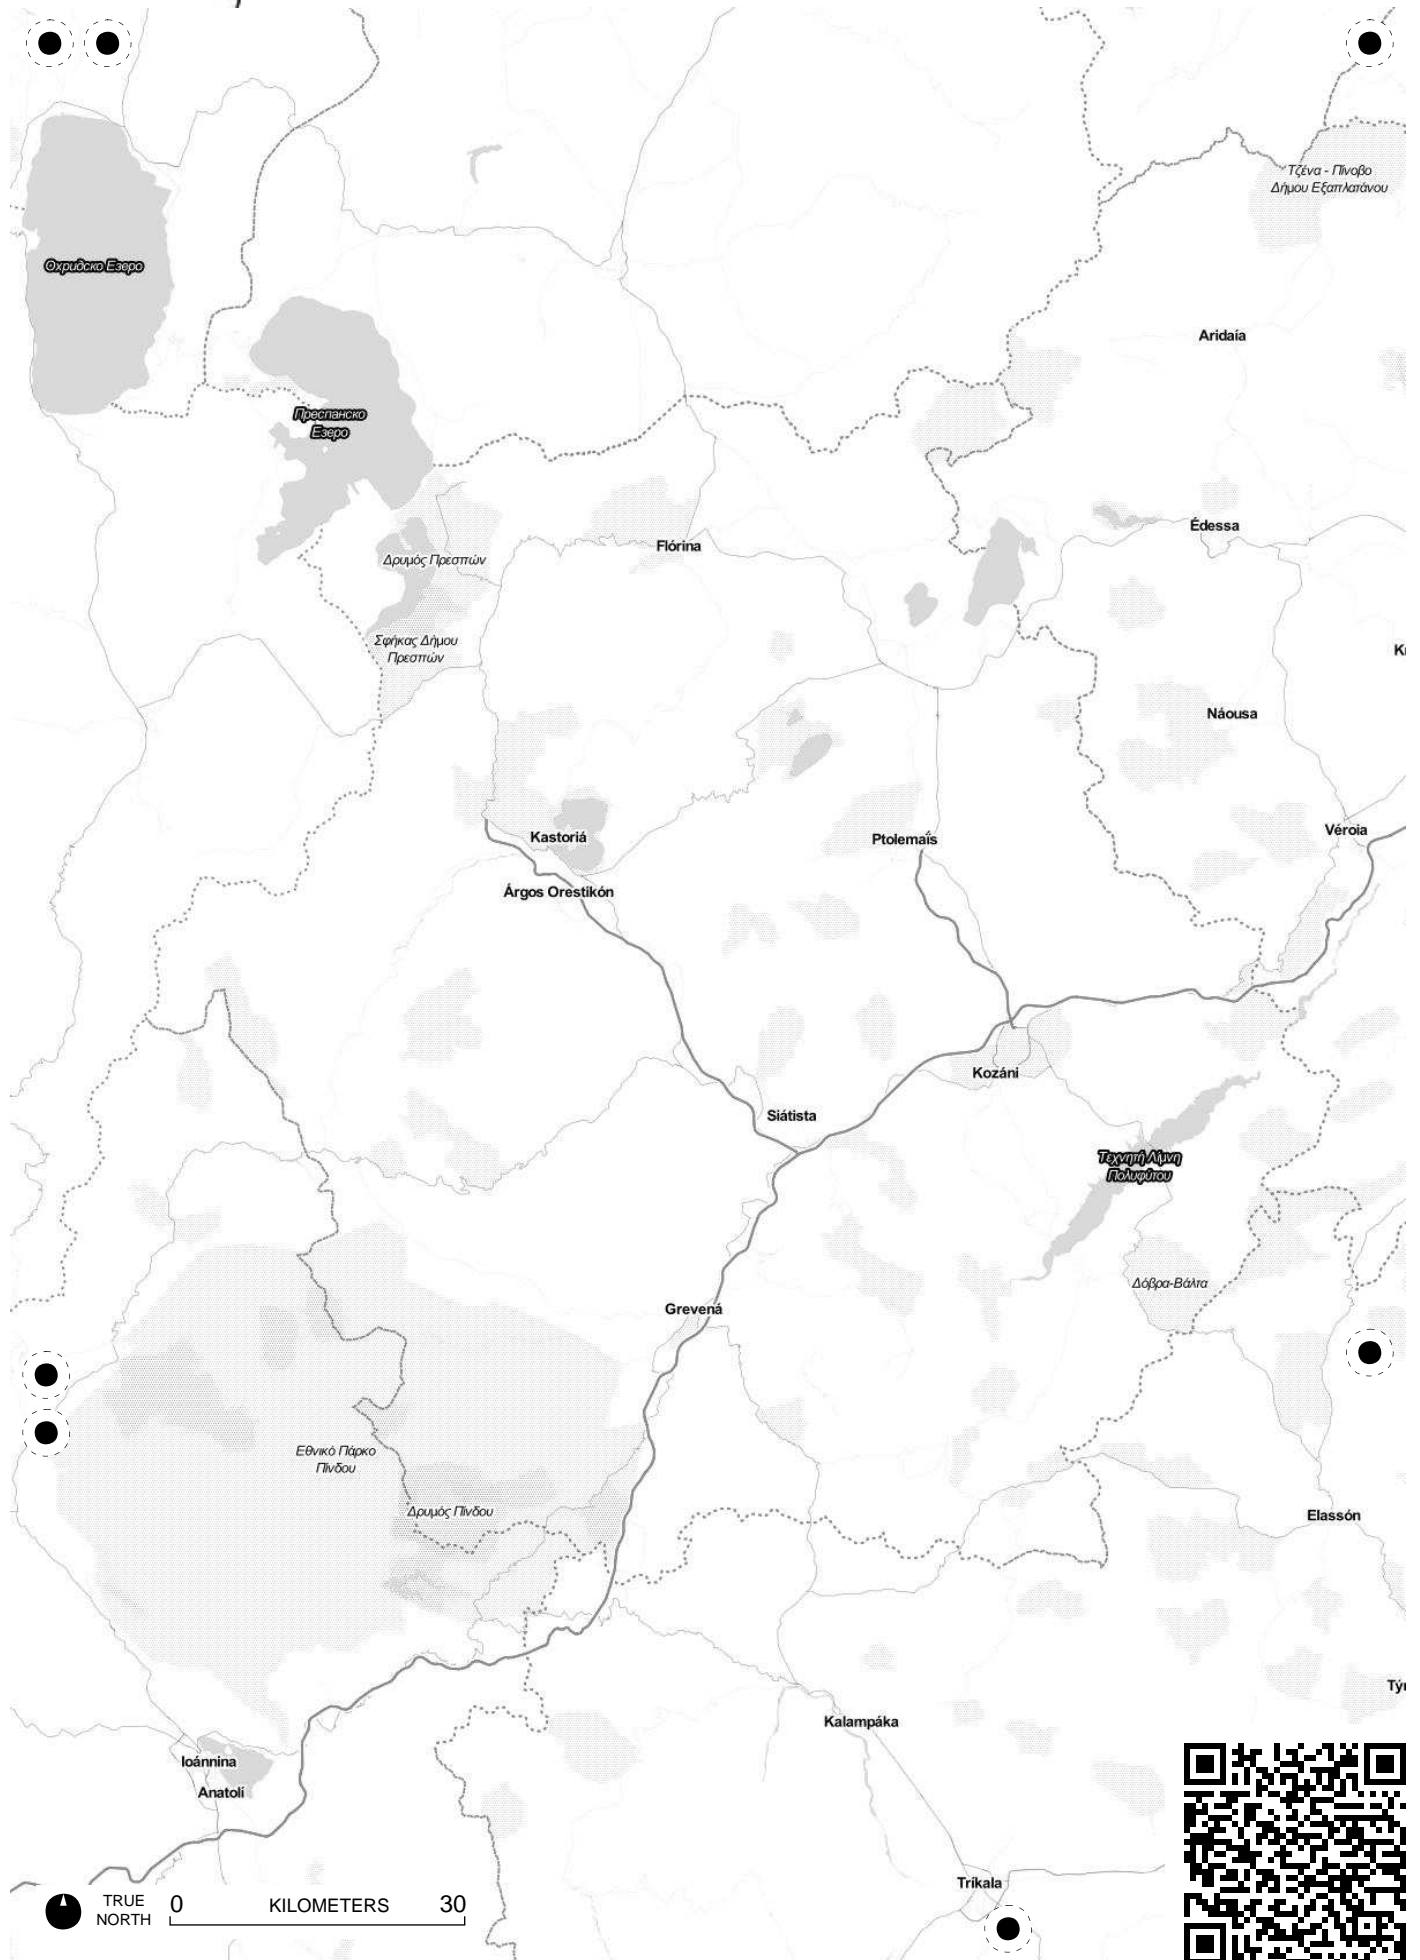 Τζένα - Πίνοβο
Δήμου Εξαπλατάνου
Охридско Езеро
Aridaía
Преспанско
Езеро
Édessa
Flórina
Δρυμός Πρεσπών
Σφήκας Δήμου
Πρεσπών
Náousa
Kastoriá
Ptolemaḯs
Véroia
Árgos Orestikón
Kozáni
Siátista
Τεχνητή Λίμνη
Πολυφύτου
Δόβρα-Βάλτα
Grevená
Εθνικό Πάρκο
Πίνδου
Δρυμός Πίνδου
Elassón
Kalampáka
Ioánnina
Anatolí
Tríkala
TRUE
NORTH
0 KILOMETERS 30